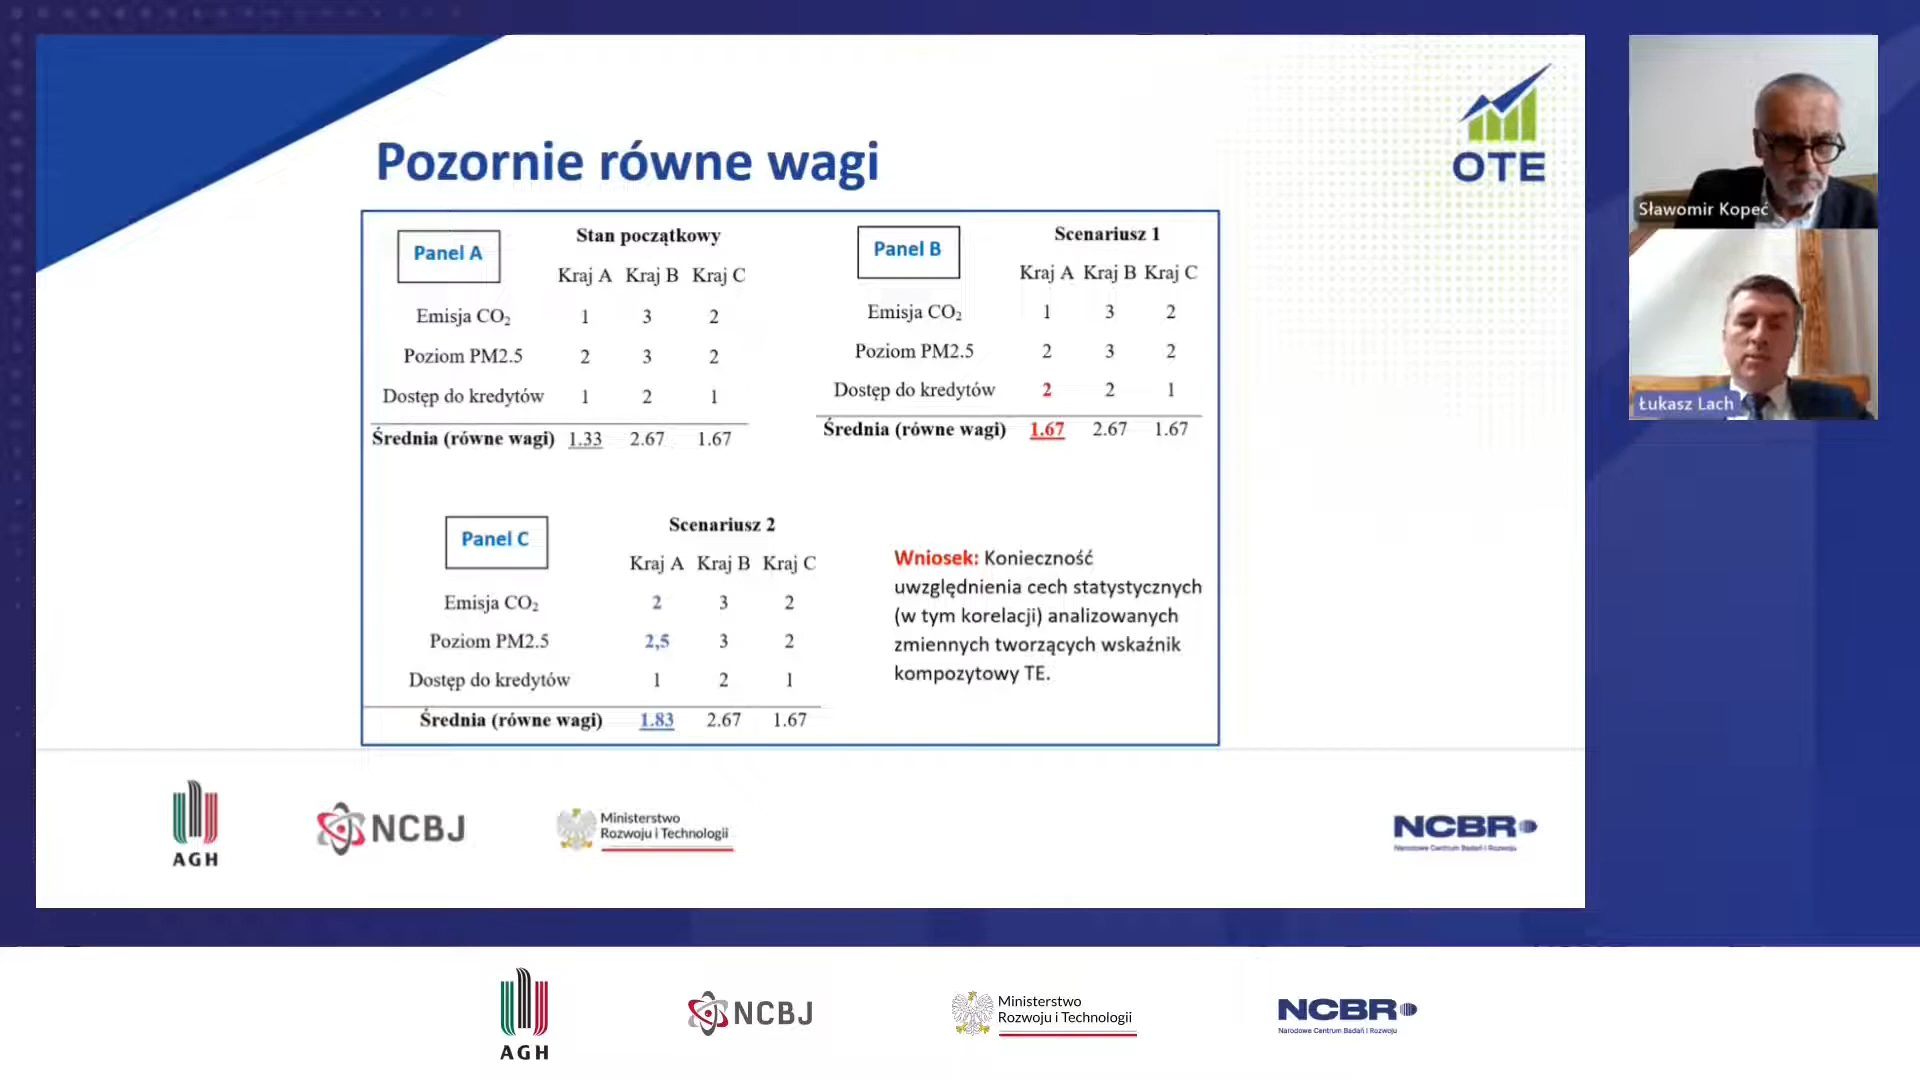 Pozornie równe wagi
OTE
Panel A
Stan początkowy
Kraj A Kraj B Kraj C
Emisja CO₂ 1 3 2
Poziom PM2.5 2 3 2
Dostęp do kredytów 1 2 1
Średnia (równe wagi) 1.33 2.67 1.67
Panel B
Scenariusz 1
Kraj A Kraj B Kraj C
Emisja CO₂ 1 3 2
Poziom PM2.5 2 3 2
Dostęp do kredytów 2 2 1
Średnia (równe wagi) 1.67 2.67 1.67
Panel C
Scenariusz 2
Kraj A Kraj B Kraj C
Emisja CO₂ 2 3 2
Poziom PM2.5 2,5 3 2
Dostęp do kredytów 1 2 1
Średnia (równe wagi) 1.83 2.67 1.67
Wniosek: Konieczność
uwzględnienia cech statystycznych
(w tym korelacji) analizowanych
zmiennych tworzących wskaźnik
kompozytowy TE.
Sławomir Kopeć
Łukasz Lach
AGH
NCBJ
Ministerstwo
Rozwoju i Technologii
NCBR
Narodowe Centrum Badań i Rozwoju
AGH
NCBJ
Ministerstwo
Rozwoju i Technologii
NCBR
Narodowe Centrum Badań i Rozwoju